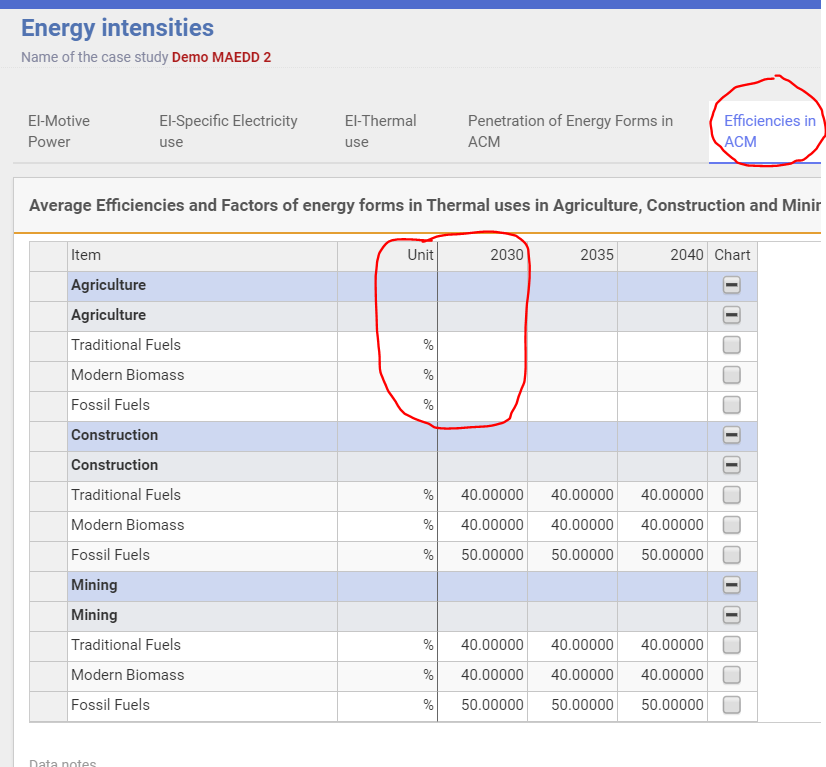 Energy intensities
Name of the case study Demo MAEDD 2
EI-Motive Power
EI-Specific Electricity use
EI-Thermal use
Penetration of Energy Forms in ACM
Efficiencies in ACM
Average Efficiencies and Factors of energy forms in Thermal uses in Agriculture, Construction and Minin
Item Unit 2030 2035 2040 Chart
Agriculture
Agriculture
Traditional Fuels %
Modern Biomass %
Fossil Fuels %
Construction
Construction
Traditional Fuels % 40.00000 40.00000 40.00000
Modern Biomass % 40.00000 40.00000 40.00000
Fossil Fuels % 50.00000 50.00000 50.00000
Mining
Mining
Traditional Fuels % 40.00000 40.00000 40.00000
Modern Biomass % 40.00000 40.00000 40.00000
Fossil Fuels % 50.00000 50.00000 50.00000
Data notes